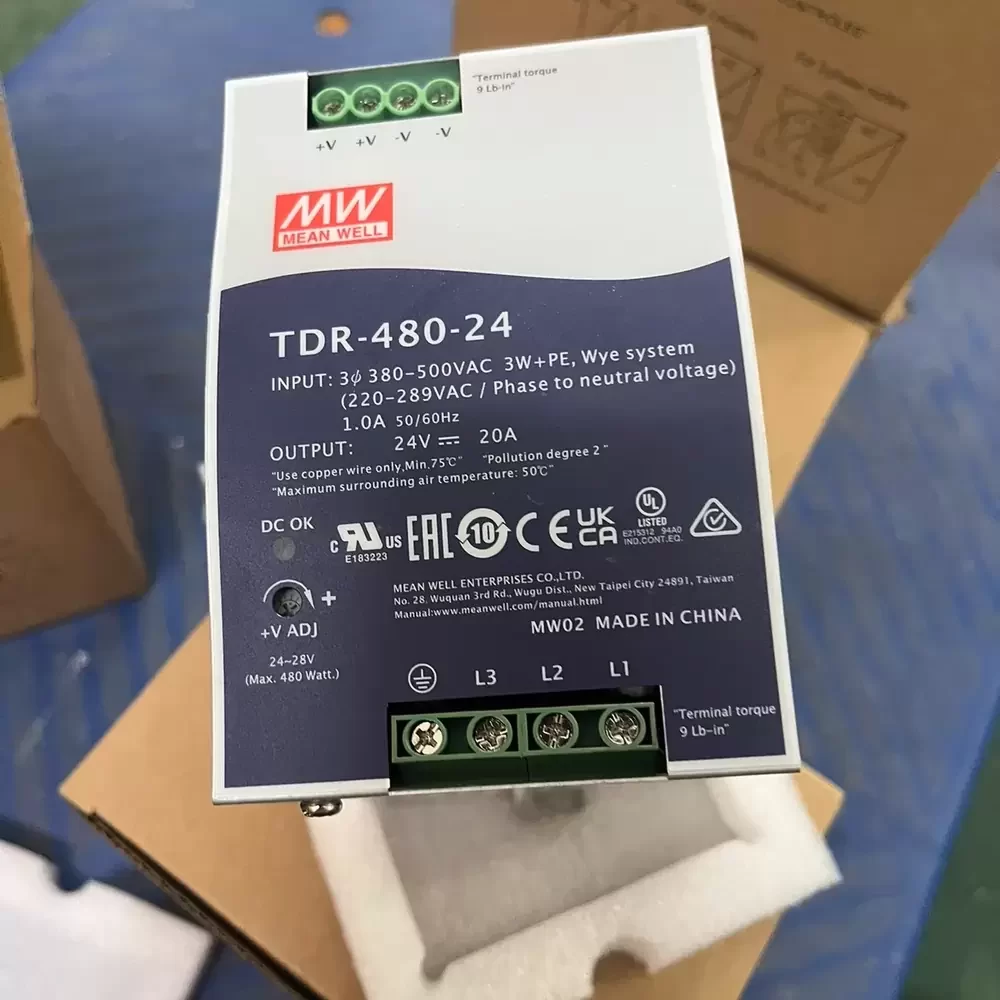 "Terminal torque
9 Lb-in"
+V +V -V -V
MW
MEAN WELL
TDR-480-24
INPUT: 3ϕ 380-500VAC 3W+PE, Wye system
(220-289VAC / Phase to neutral voltage)
1.0A 50/60Hz
OUTPUT: 24V⎓ 20A
"Use copper wire only,Min.75℃" "Pollution degree 2"
"Maximum surrounding air temperature: 50℃"
DC OK
C RU US
E183223
EAC
10
CE
UK
CA
UL
LISTED
E215312 94A0
IND.CONT.EQ.
MEAN WELL ENTERPRISES CO.,LTD.
No. 28, Wuquan 3rd Rd., Wugu Dist., New Taipei City 24891, Taiwan
Manual:www.meanwell.com/manual.html
MW02 MADE IN CHINA
+
+V ADJ
24~28V
(Max. 480 Watt.)
L3 L2 L1
"Terminal torque
9 Lb-in"